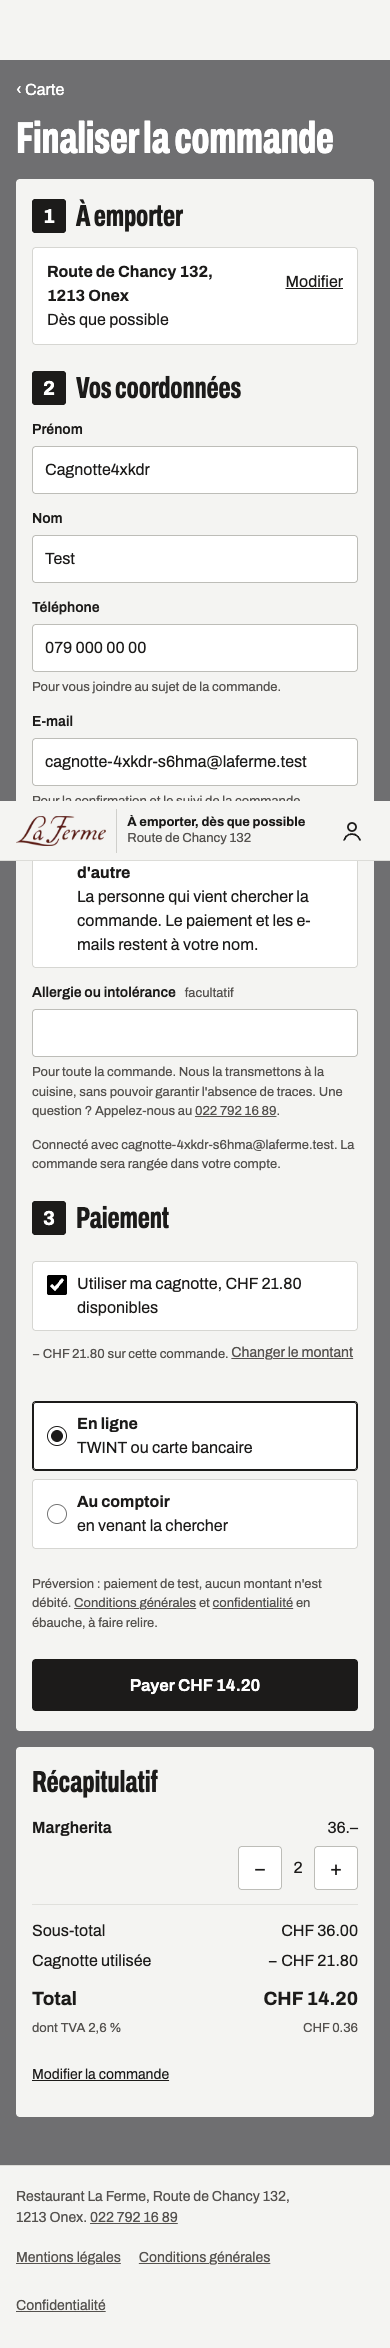 ‹ Carte
Finaliser la commande
1 À emporter
Route de Chancy 132,
1213 Onex
Modifier
Dès que possible
2 Vos coordonnées
Prénom
Cagnotte4xkdr
Nom
Test
Téléphone
079 000 00 00
Pour vous joindre au sujet de la commande.
E-mail
cagnotte-4xkdr-s6hma@laferme.test
Pour la confirmation et le suivi de la commande.
La Ferme
À emporter, dès que possible
Route de Chancy 132
d'autre
La personne qui vient chercher la
commande. Le paiement et les e-
mails restent à votre nom.
Allergie ou intolérance facultatif
Pour toute la commande. Nous la transmettons à la
cuisine, sans pouvoir garantir l'absence de traces. Une
question ? Appelez-nous au 022 792 16 89.
Connecté avec cagnotte-4xkdr-s6hma@laferme.test. La
commande sera rangée dans votre compte.
3 Paiement
Utiliser ma cagnotte, CHF 21.80
disponibles
– CHF 21.80 sur cette commande. Changer le montant
En ligne
TWINT ou carte bancaire
Au comptoir
en venant la chercher
Préversion : paiement de test, aucun montant n'est
débité. Conditions générales et confidentialité en
ébauche, à faire relire.
Payer CHF 14.20
Récapitulatif
Margherita 36.–
– 2 +
Sous-total CHF 36.00
Cagnotte utilisée – CHF 21.80
Total CHF 14.20
dont TVA 2,6 % CHF 0.36
Modifier la commande
Restaurant La Ferme, Route de Chancy 132,
1213 Onex. 022 792 16 89
Mentions légales Conditions générales
Confidentialité